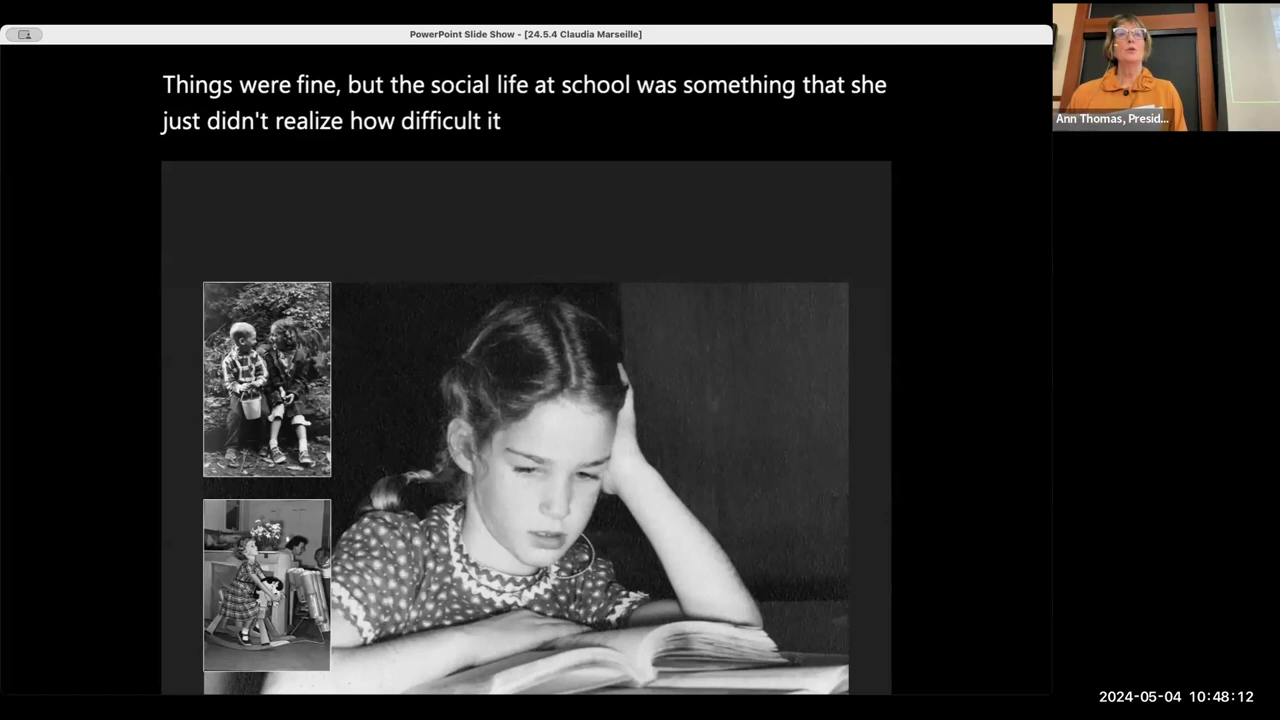 PowerPoint Slide Show - [24.5.4 Claudia Marseille]
Things were fine, but the social life at school was something that she
just didn't realize how difficult it
Ann Thomas, Presid...
2024-05-04 10:48:12